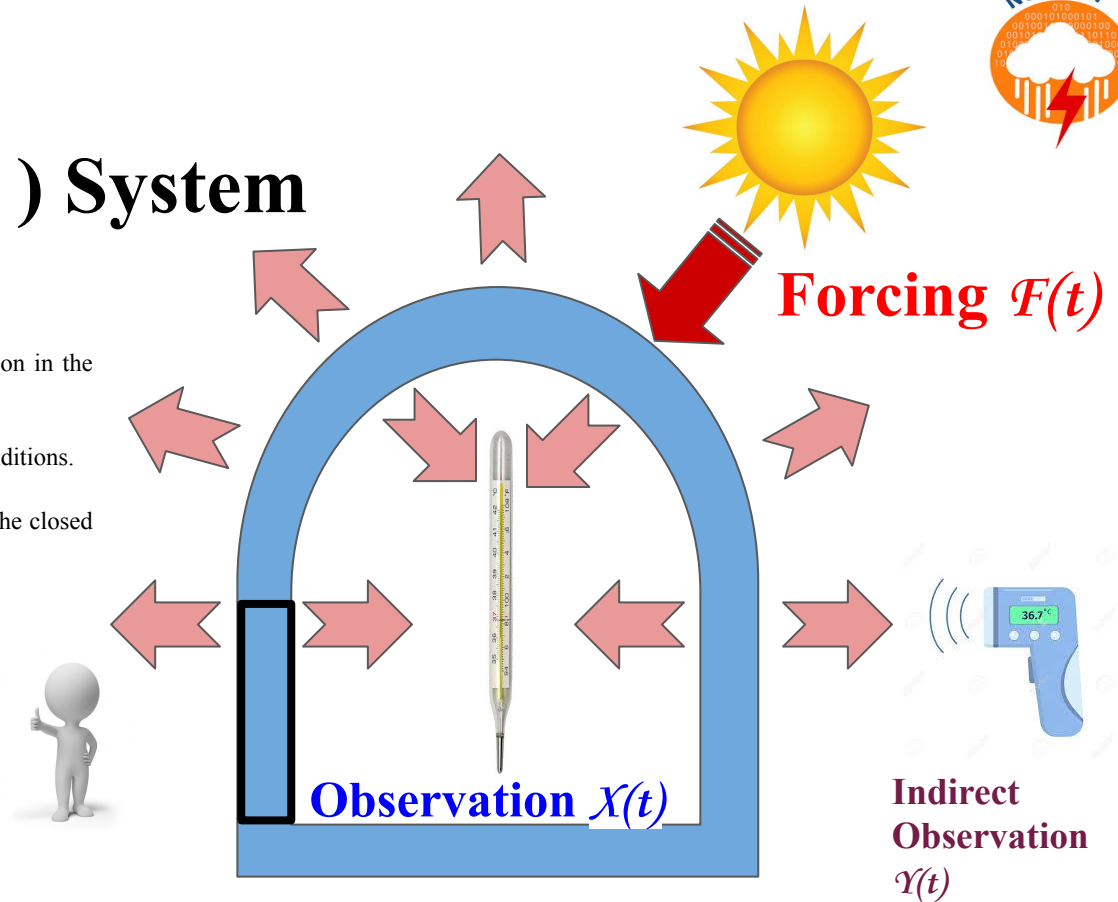 ) System
Forcing F(t)
on in the
ditions.
he closed
36.7°C
Observation X(t)
Indirect
Observation
Y(t)